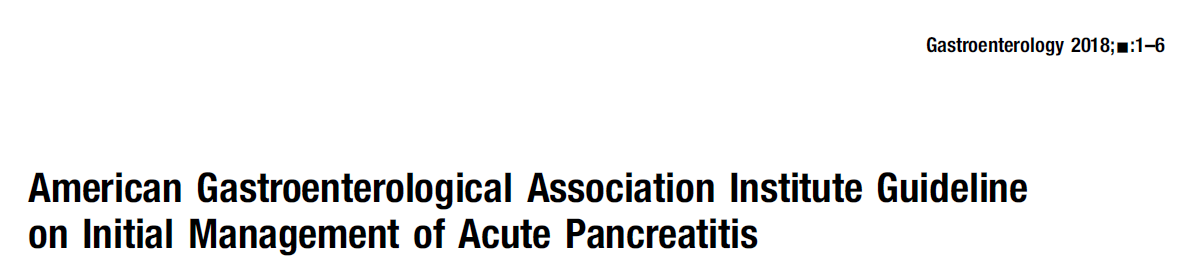 Gastroenterology 2018;■:1–6
American Gastroenterological Association Institute Guideline
on Initial Management of Acute Pancreatitis